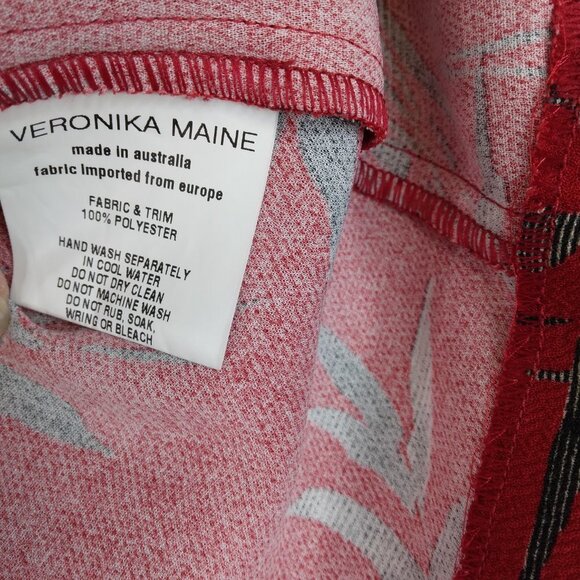 VERONIKA MAINE
made in australia
fabric imported from europe
FABRIC & TRIM
100% POLYESTER
HAND WASH SEPARATELY
IN COOL WATER
DO NOT DRY CLEAN
DO NOT MACHINE WASH
DO NOT RUB, SOAK,
WRING OR BLEACH